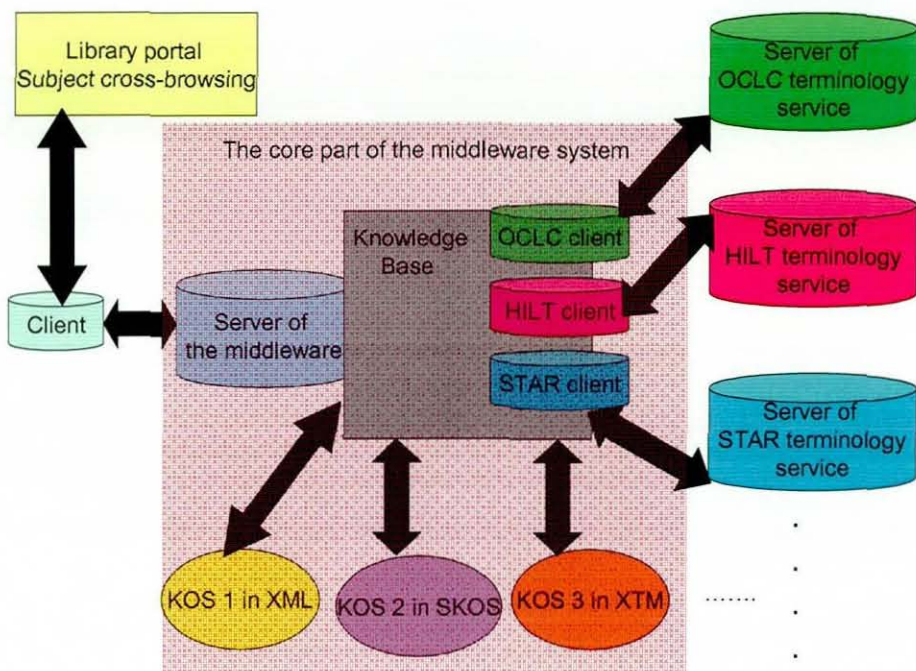 Library portal
Subject cross-browsing
Server of
OCLC terminology
service
The core part of the middleware system
Knowledge
Base
OCLC client
Server of
HILT terminology
service
HILT client
Client
Server of
the middleware
STAR client
Server of
STAR terminology
service
KOS 1 in XML
KOS 2 in SKOS
KOS 3 in XTM
.......